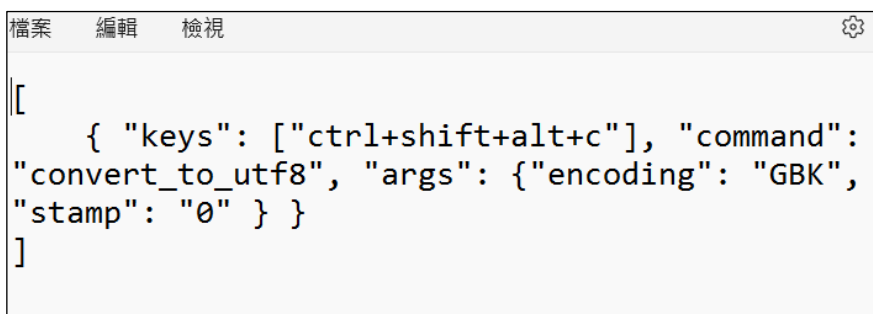 檔案 編輯 檢視
[
    { "keys": ["ctrl+shift+alt+c"], "command":
"convert_to_utf8", "args": {"encoding": "GBK",
"stamp": "0" } }
]